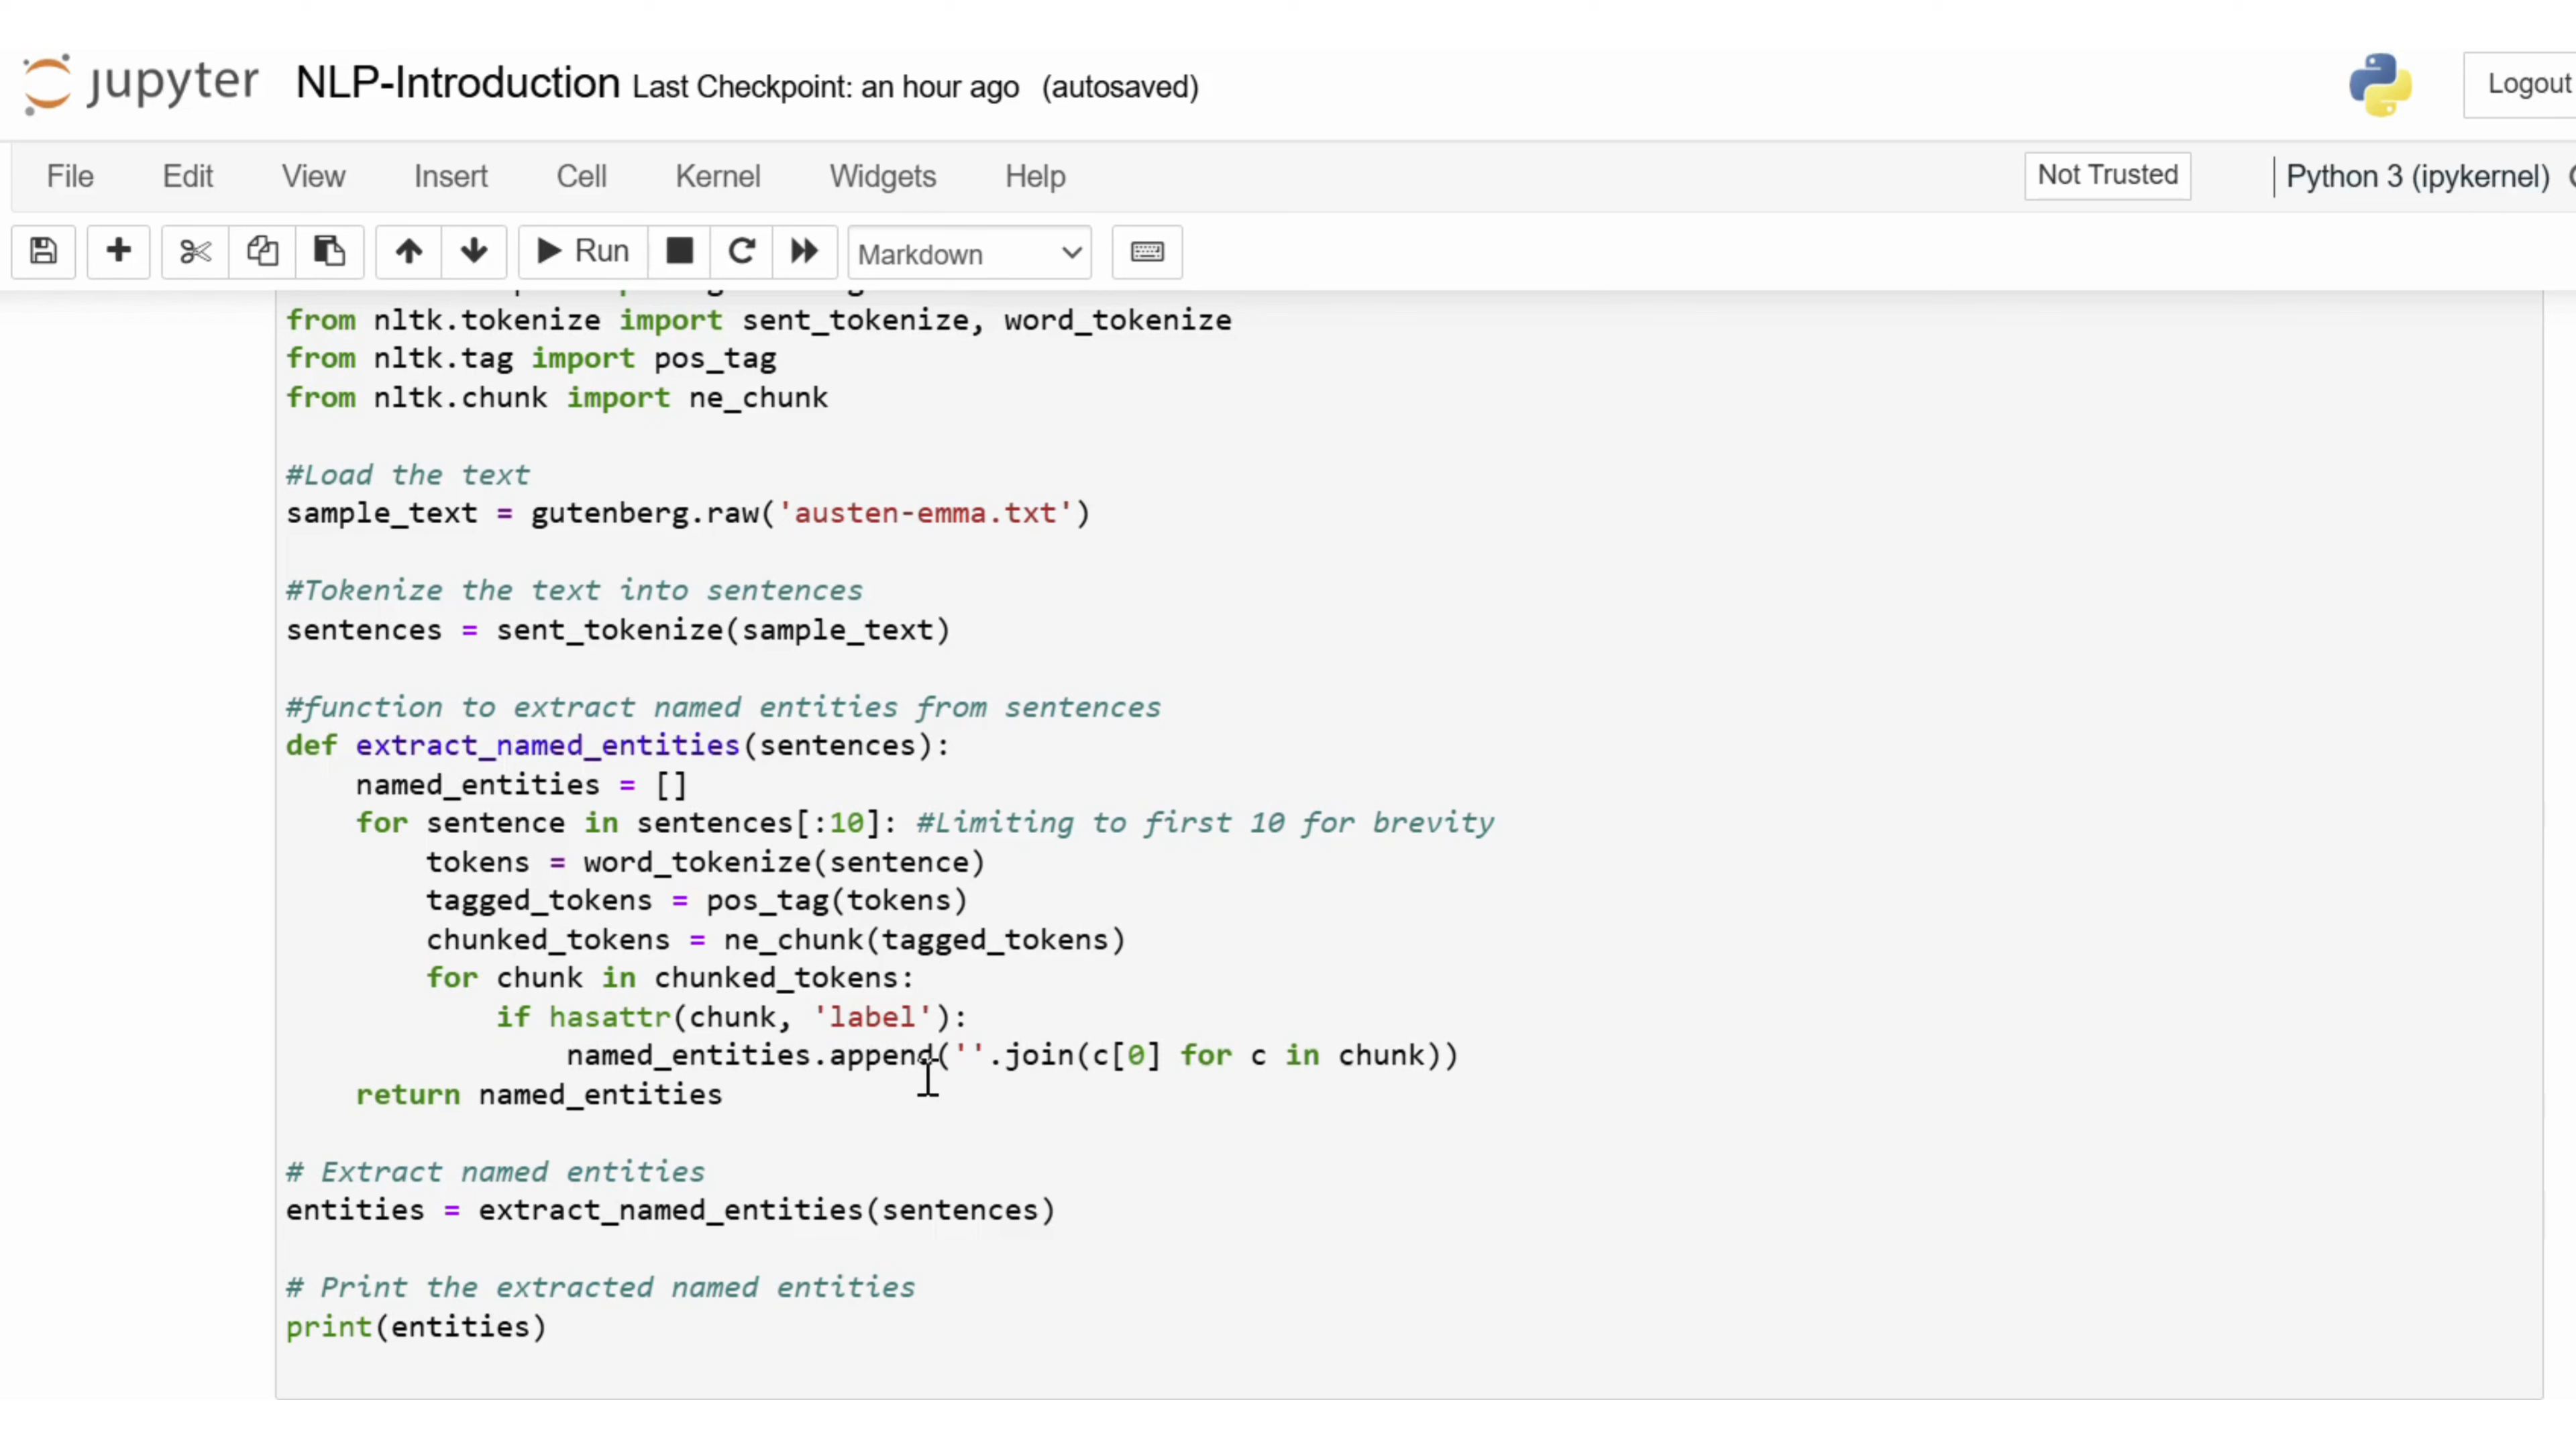 jupyter NLP-Introduction Last Checkpoint: an hour ago (autosaved) Logout
File Edit View Insert Cell Kernel Widgets Help Not Trusted Python 3 (ipykernel)
Run Markdown
from nltk.tokenize import sent_tokenize, word_tokenize
from nltk.tag import pos_tag
from nltk.chunk import ne_chunk
#Load the text
sample_text = gutenberg.raw('austen-emma.txt')
#Tokenize the text into sentences
sentences = sent_tokenize(sample_text)
#function to extract named entities from sentences
def extract_named_entities(sentences):
    named_entities = []
    for sentence in sentences[:10]: #Limiting to first 10 for brevity
        tokens = word_tokenize(sentence)
        tagged_tokens = pos_tag(tokens)
        chunked_tokens = ne_chunk(tagged_tokens)
        for chunk in chunked_tokens:
            if hasattr(chunk, 'label'):
                named_entities.append(''.join(c[0] for c in chunk))
    return named_entities
# Extract named entities
entities = extract_named_entities(sentences)
# Print the extracted named entities
print(entities)